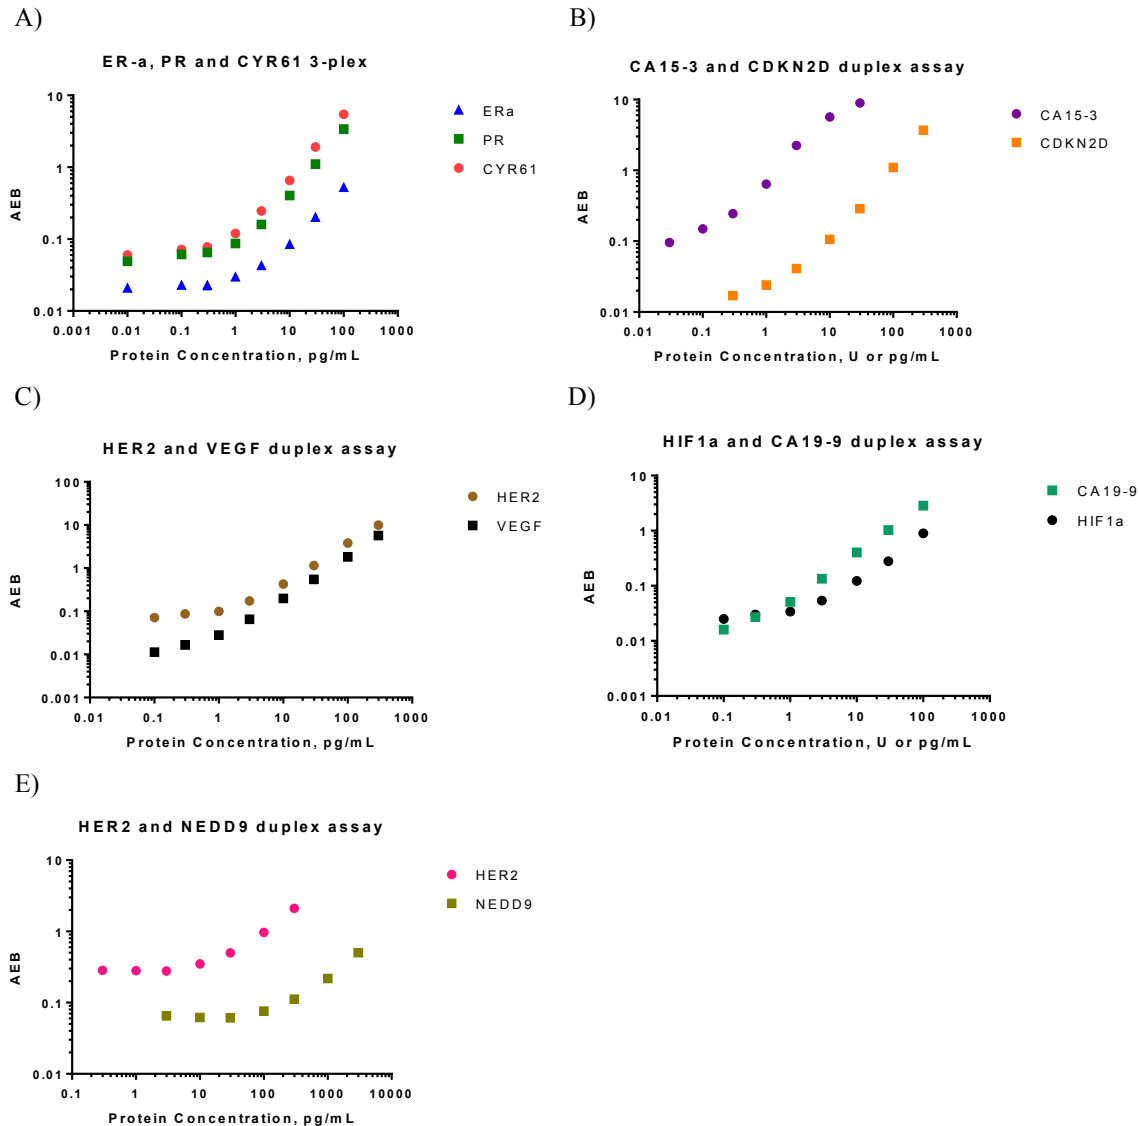 A)
ER-a, PR and CYR61 3-plex
10
1
0.1
0.01
AEB
0.001 0.01 0.1 1 10 100 1000
Protein Concentration, pg/mL
ERa
PR
CYR61
B)
CA15-3 and CDKN2D duplex assay
10
1
0.1
0.01
AEB
0.01 0.1 1 10 100 1000
Protein Concentration, U or pg/mL
CA15-3
CDKN2D
C)
HER2 and VEGF duplex assay
100
10
1
0.1
0.01
0.001
AEB
0.01 0.1 1 10 100 1000
Protein Concentration, pg/mL
HER2
VEGF
D)
HIF1a and CA19-9 duplex assay
10
1
0.1
0.01
0.001
AEB
0.01 0.1 1 10 100 1000
Protein Concentration, U or pg/mL
CA19-9
HIF1a
E)
HER2 and NEDD9 duplex assay
10
1
0.1
0.01
AEB
0.1 1 10 100 1000 10000
Protein Concentration, pg/mL
HER2
NEDD9